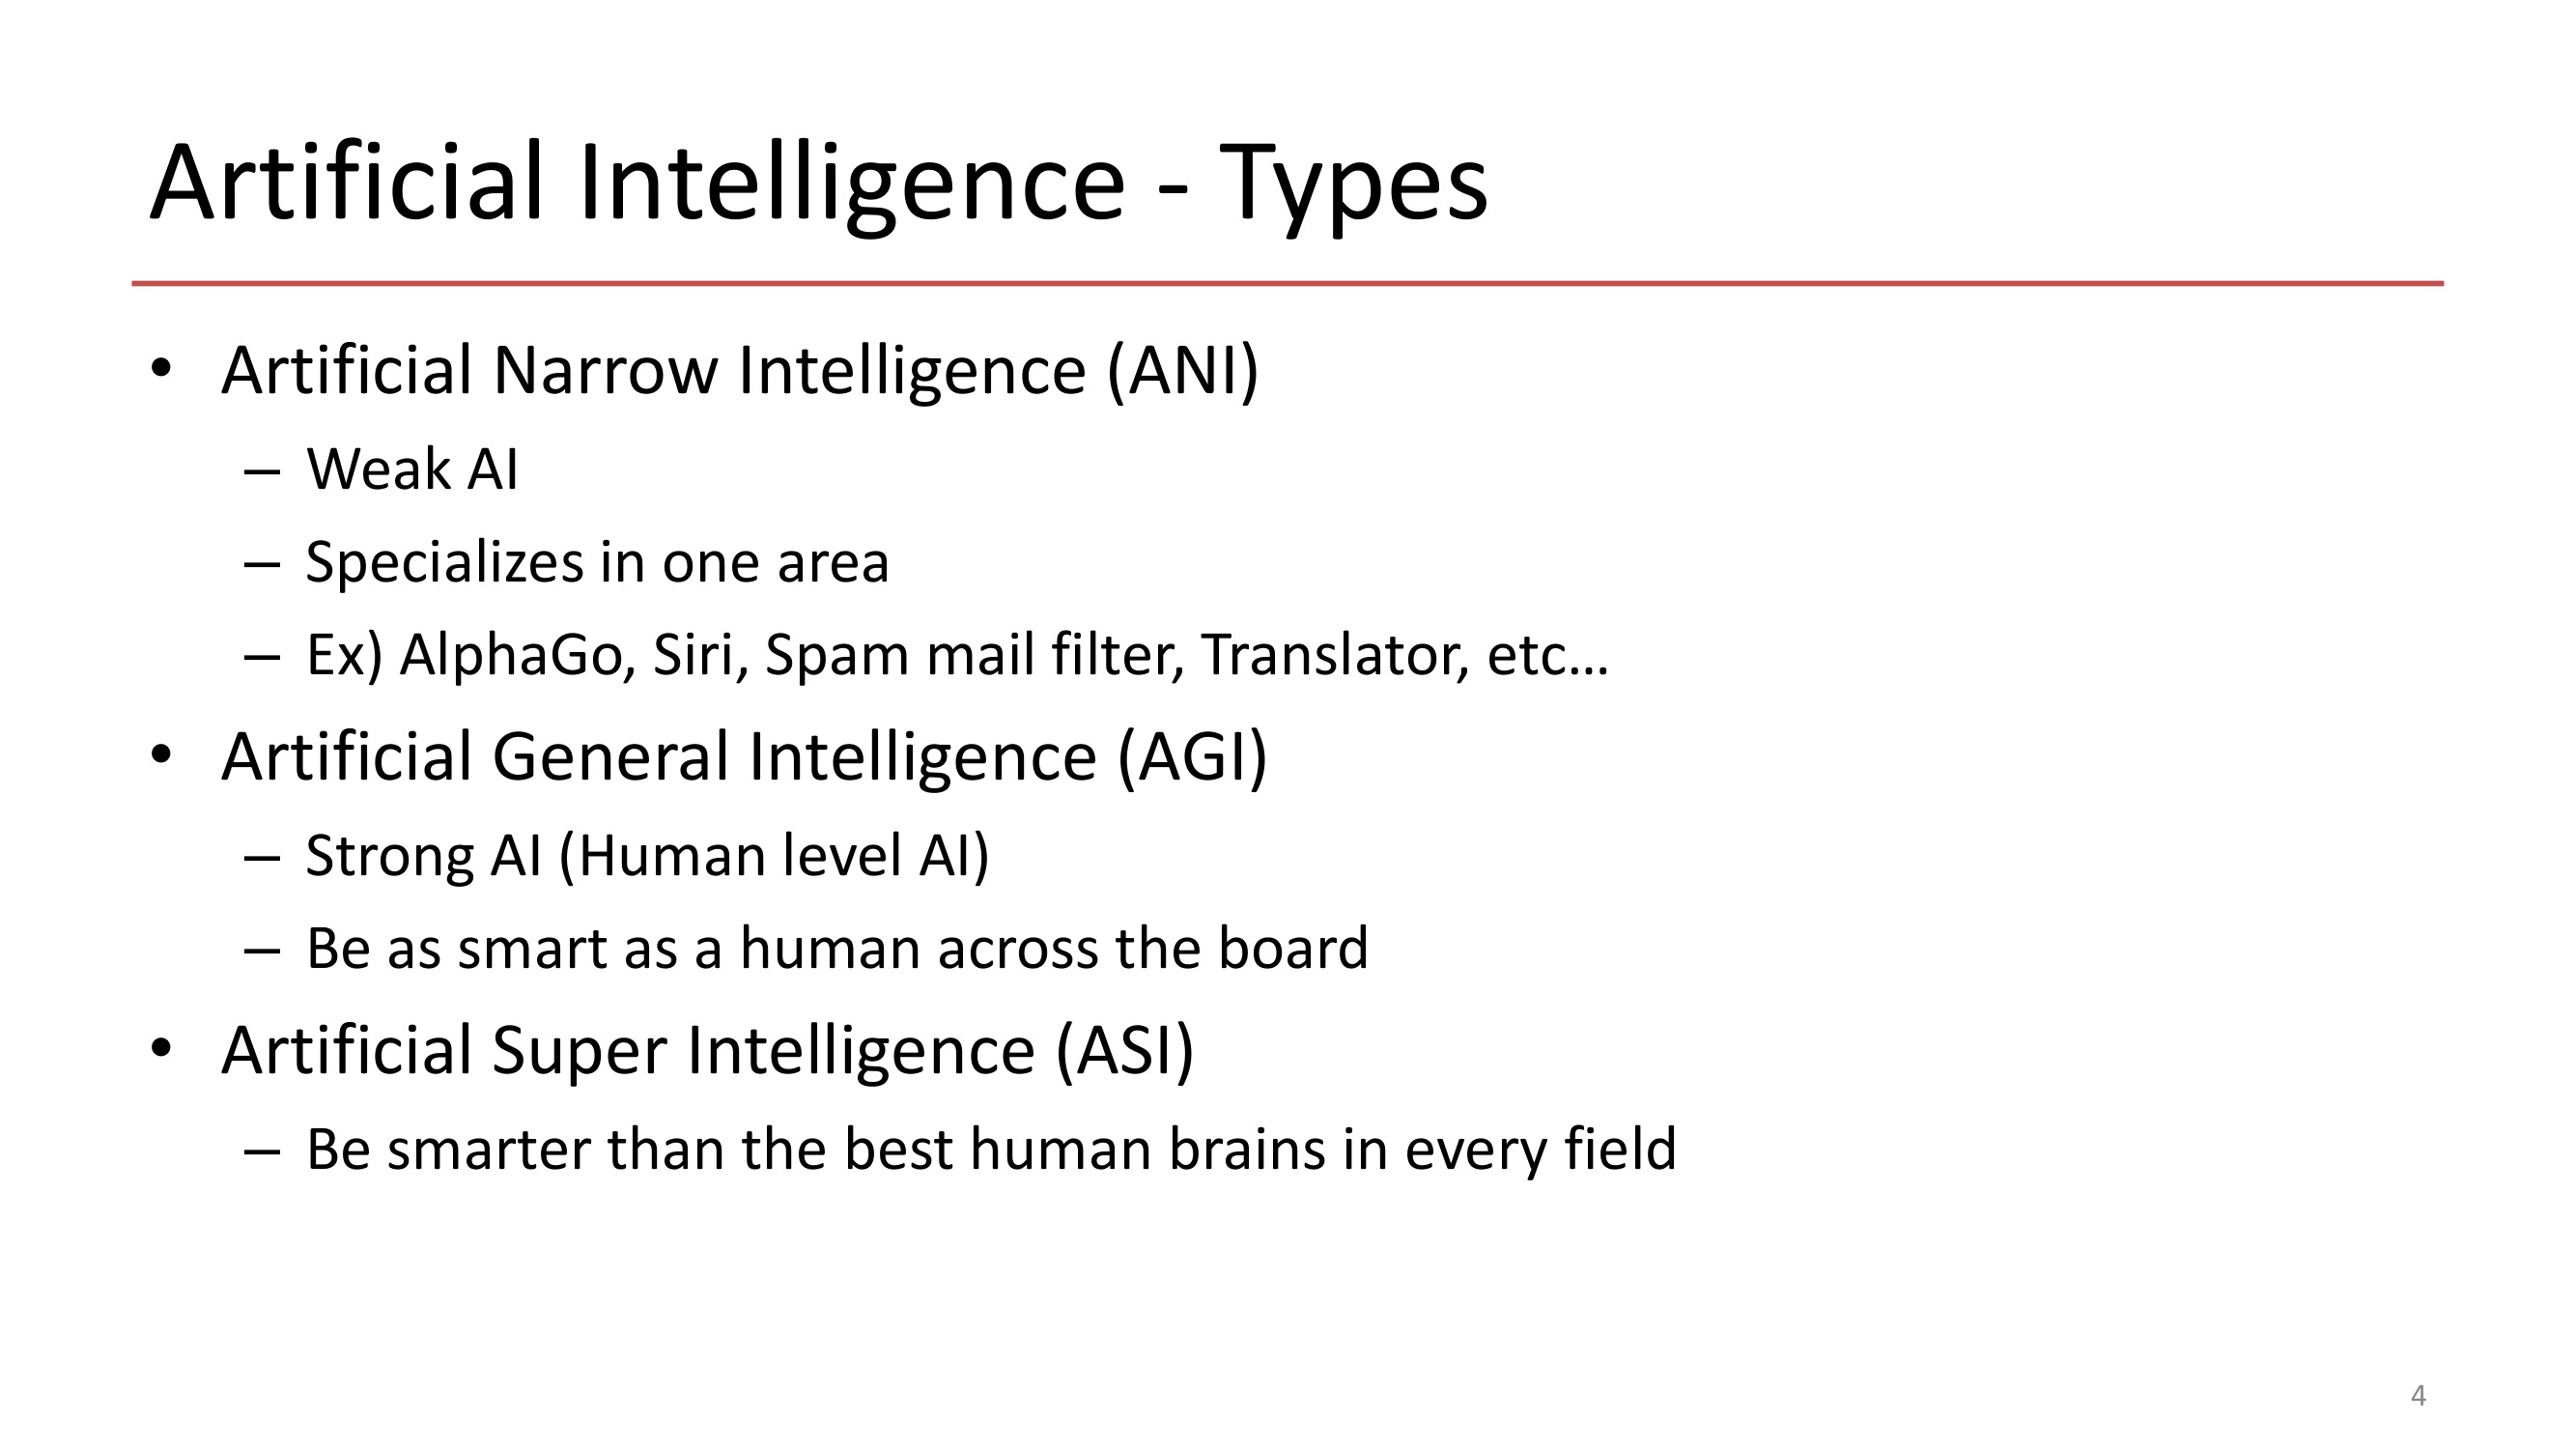 Artificial Intelligence - Types
• Artificial Narrow Intelligence (ANI)
– Weak AI
– Specializes in one area
– Ex) AlphaGo, Siri, Spam mail filter, Translator, etc…
• Artificial General Intelligence (AGI)
– Strong AI (Human level AI)
– Be as smart as a human across the board
• Artificial Super Intelligence (ASI)
– Be smarter than the best human brains in every field
4